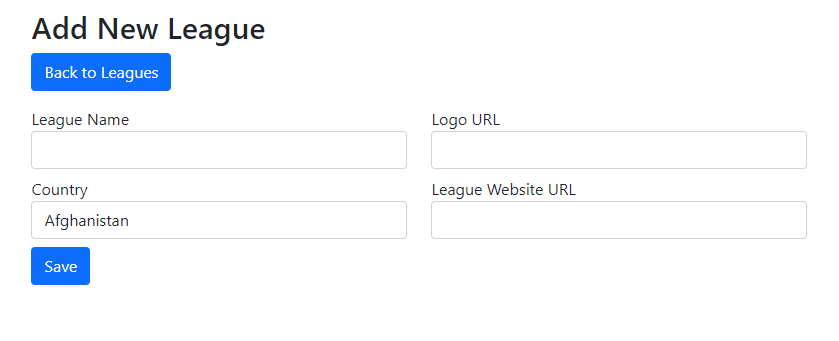 Add New League
Back to Leagues
League Name
Logo URL
Country
League Website URL
Afghanistan
Save